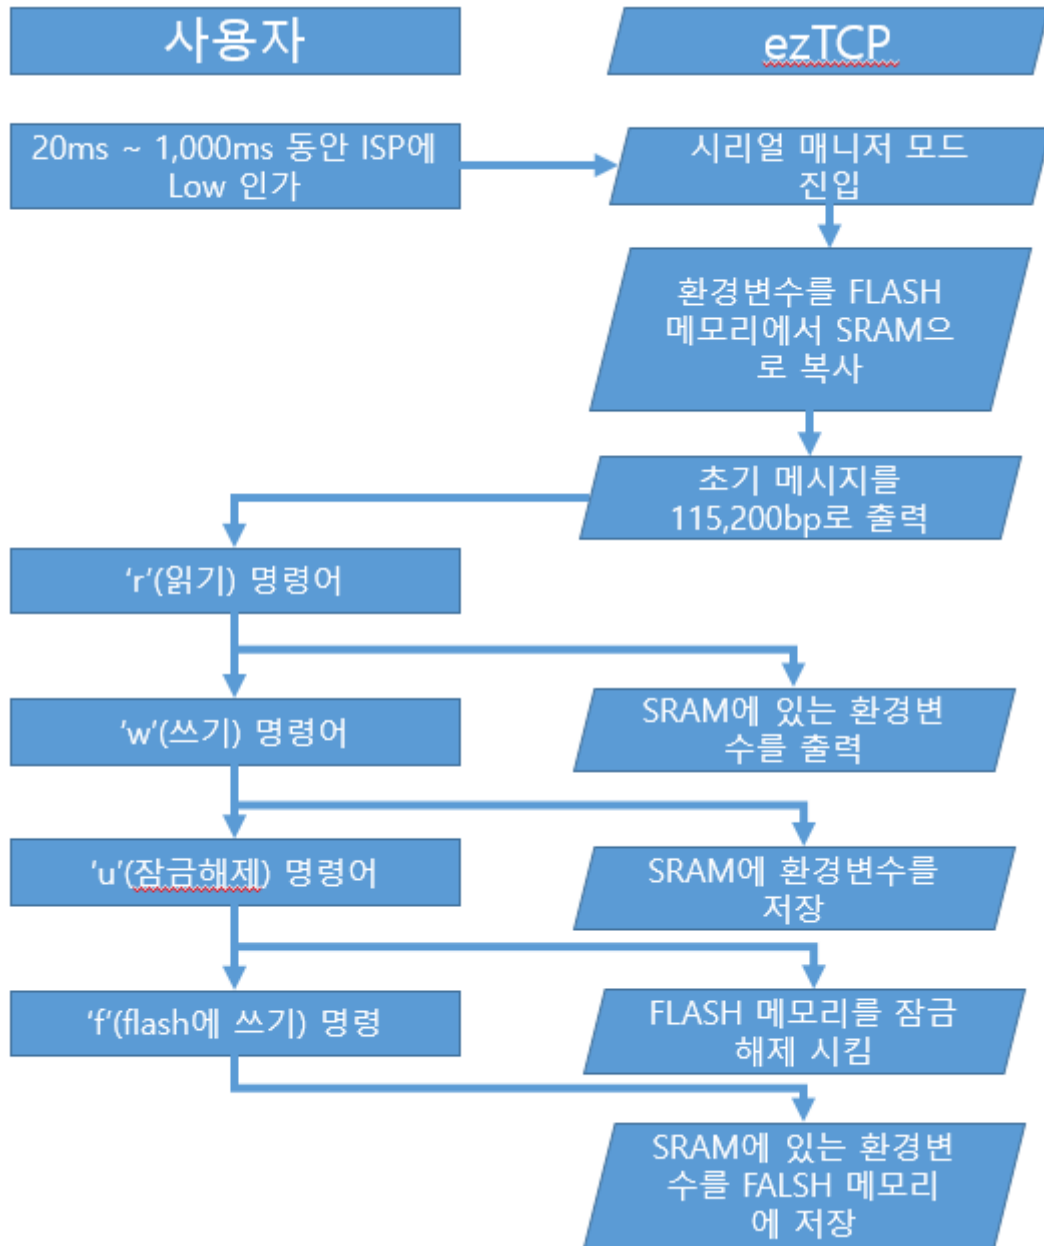 사용자
ezTCP
20ms ~ 1,000ms 동안 ISP에
Low 인가
시리얼 매니저 모드
진입
환경변수를 FLASH
메모리에서 SRAM으
로 복사
초기 메시지를
115,200bp로 출력
‘r’(읽기) 명령어
‘w’(쓰기) 명령어
SRAM에 있는 환경변
수를 출력
‘u’(잠금해제) 명령어
SRAM에 환경변수를
저장
‘f’(flash에 쓰기) 명령
FLASH 메모리를 잠금
해제 시킴
SRAM에 있는 환경변
수를 FALSH 메모리
에 저장